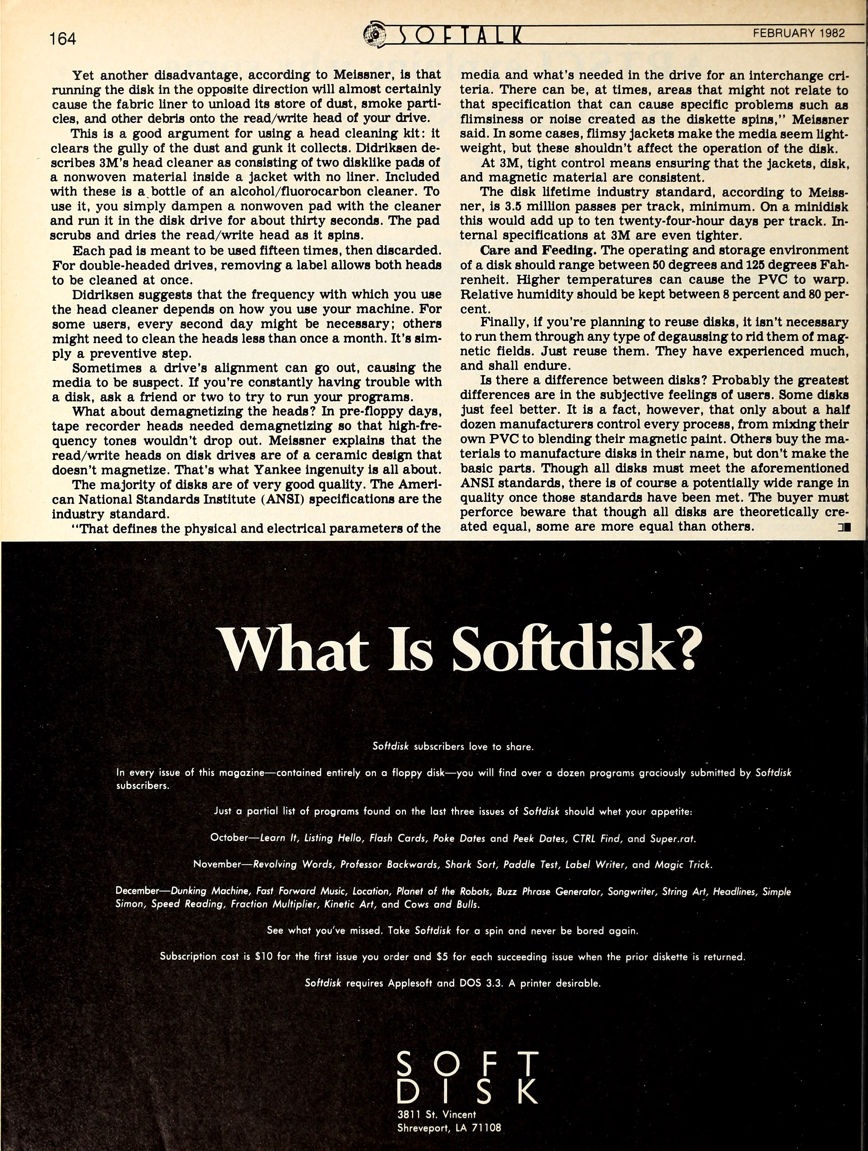 164
SOFTALK
FEBRUARY 1982
Yet another disadvantage, according to Meissner, is that
running the disk in the opposite direction will almost certainly
cause the fabric liner to unload its store of dust, smoke parti-
cles, and other debris onto the read/write head of your drive.
This is a good argument for using a head cleaning kit: it
clears the gully of the dust and gunk it collects. Didriksen de-
scribes 3M's head cleaner as consisting of two disklike pads of
a nonwoven material inside a jacket with no liner. Included
with these is a bottle of an alcohol/fluorocarbon cleaner. To
use it, you simply dampen a nonwoven pad with the cleaner
and run it in the disk drive for about thirty seconds. The pad
scrubs and dries the read/write head as it spins.
Each pad is meant to be used fifteen times, then discarded.
For double-headed drives, removing a label allows both heads
to be cleaned at once.
Didriksen suggests that the frequency with which you use
the head cleaner depends on how you use your machine. For
some users, every second day might be necessary; others
might need to clean the heads less than once a month. It's sim-
ply a preventive step.
Sometimes a drive's alignment can go out, causing the
media to be suspect. If you're constantly having trouble with
a disk, ask a friend or two to try to run your programs.
What about demagnetizing the heads? In pre-floppy days,
tape recorder heads needed demagnetizing so that high-fre-
quency tones wouldn't drop out. Meissner explains that the
read/write heads on disk drives are of a ceramic design that
doesn't magnetize. That's what Yankee ingenuity is all about.
The majority of disks are of very good quality. The Ameri-
can National Standards Institute (ANSI) specifications are the
industry standard.
"That defines the physical and electrical parameters of the
media and what's needed in the drive for an interchange cri-
teria. There can be, at times, areas that might not relate to
that specification that can cause specific problems such as
flimsiness or noise created as the diskette spins," Meissner
said. In some cases, flimsy jackets make the media seem light-
weight, but these shouldn't affect the operation of the disk.
At 3M, tight control means ensuring that the jackets, disk,
and magnetic material are consistent.
The disk lifetime industry standard, according to Meiss-
ner, is 3.5 million passes per track, minimum. On a minidisk
this would add up to ten twenty-four-hour days per track. In-
ternal specifications at 3M are even tighter.
Care and Feeding. The operating and storage environment
of a disk should range between 50 degrees and 125 degrees Fah-
renheit. Higher temperatures can cause the PVC to warp.
Relative humidity should be kept between 8 percent and 80 per-
cent.
Finally, if you're planning to reuse disks, it isn't necessary
to run them through any type of degaussing to rid them of mag-
netic fields. Just reuse them. They have experienced much,
and shall endure.
Is there a difference between disks? Probably the greatest
differences are in the subjective feelings of users. Some disks
just feel better. It is a fact, however, that only about a half
dozen manufacturers control every process, from mixing their
own PVC to blending their magnetic paint. Others buy the ma-
terials to manufacture disks in their name, but don't make the
basic parts. Though all disks must meet the aforementioned
ANSI standards, there is of course a potentially wide range in
quality once those standards have been met. The buyer must
perforce beware that though all disks are theoretically cre-
ated equal, some are more equal than others.
What Is Softdisk?
Softdisk subscribers love to share.
In every issue of this magazine—contained entirely on a floppy disk—you will find over a dozen programs graciously submitted by Softdisk
subscribers.
Just a partial list of programs found on the last three issues of Softdisk should whet your appetite:
October—Learn It, Listing Hello, Flash Cards, Poke Dates and Peek Dates, CTRL Find, and Super.rat.
November—Revolving Words, Professor Backwards, Shark Sort, Paddle Test, Label Writer, and Magic Trick.
December—Dunking Machine, Fast Forward Music, Location, Planet of the Robots, Buzz Phrase Generator, Songwriter, String Art, Headlines, Simple
Simon, Speed Reading, Fraction Multiplier, Kinetic Art, and Cows and Bulls.
See what you've missed. Take Softdisk for a spin and never be bored again.
Subscription cost is $10 for the first issue you order and $5 for each succeeding issue when the prior diskette is returned.
Softdisk requires Applesoft and DOS 3.3. A printer desirable.
SOFT
DISK
3811 St. Vincent
Shreveport, LA 71108